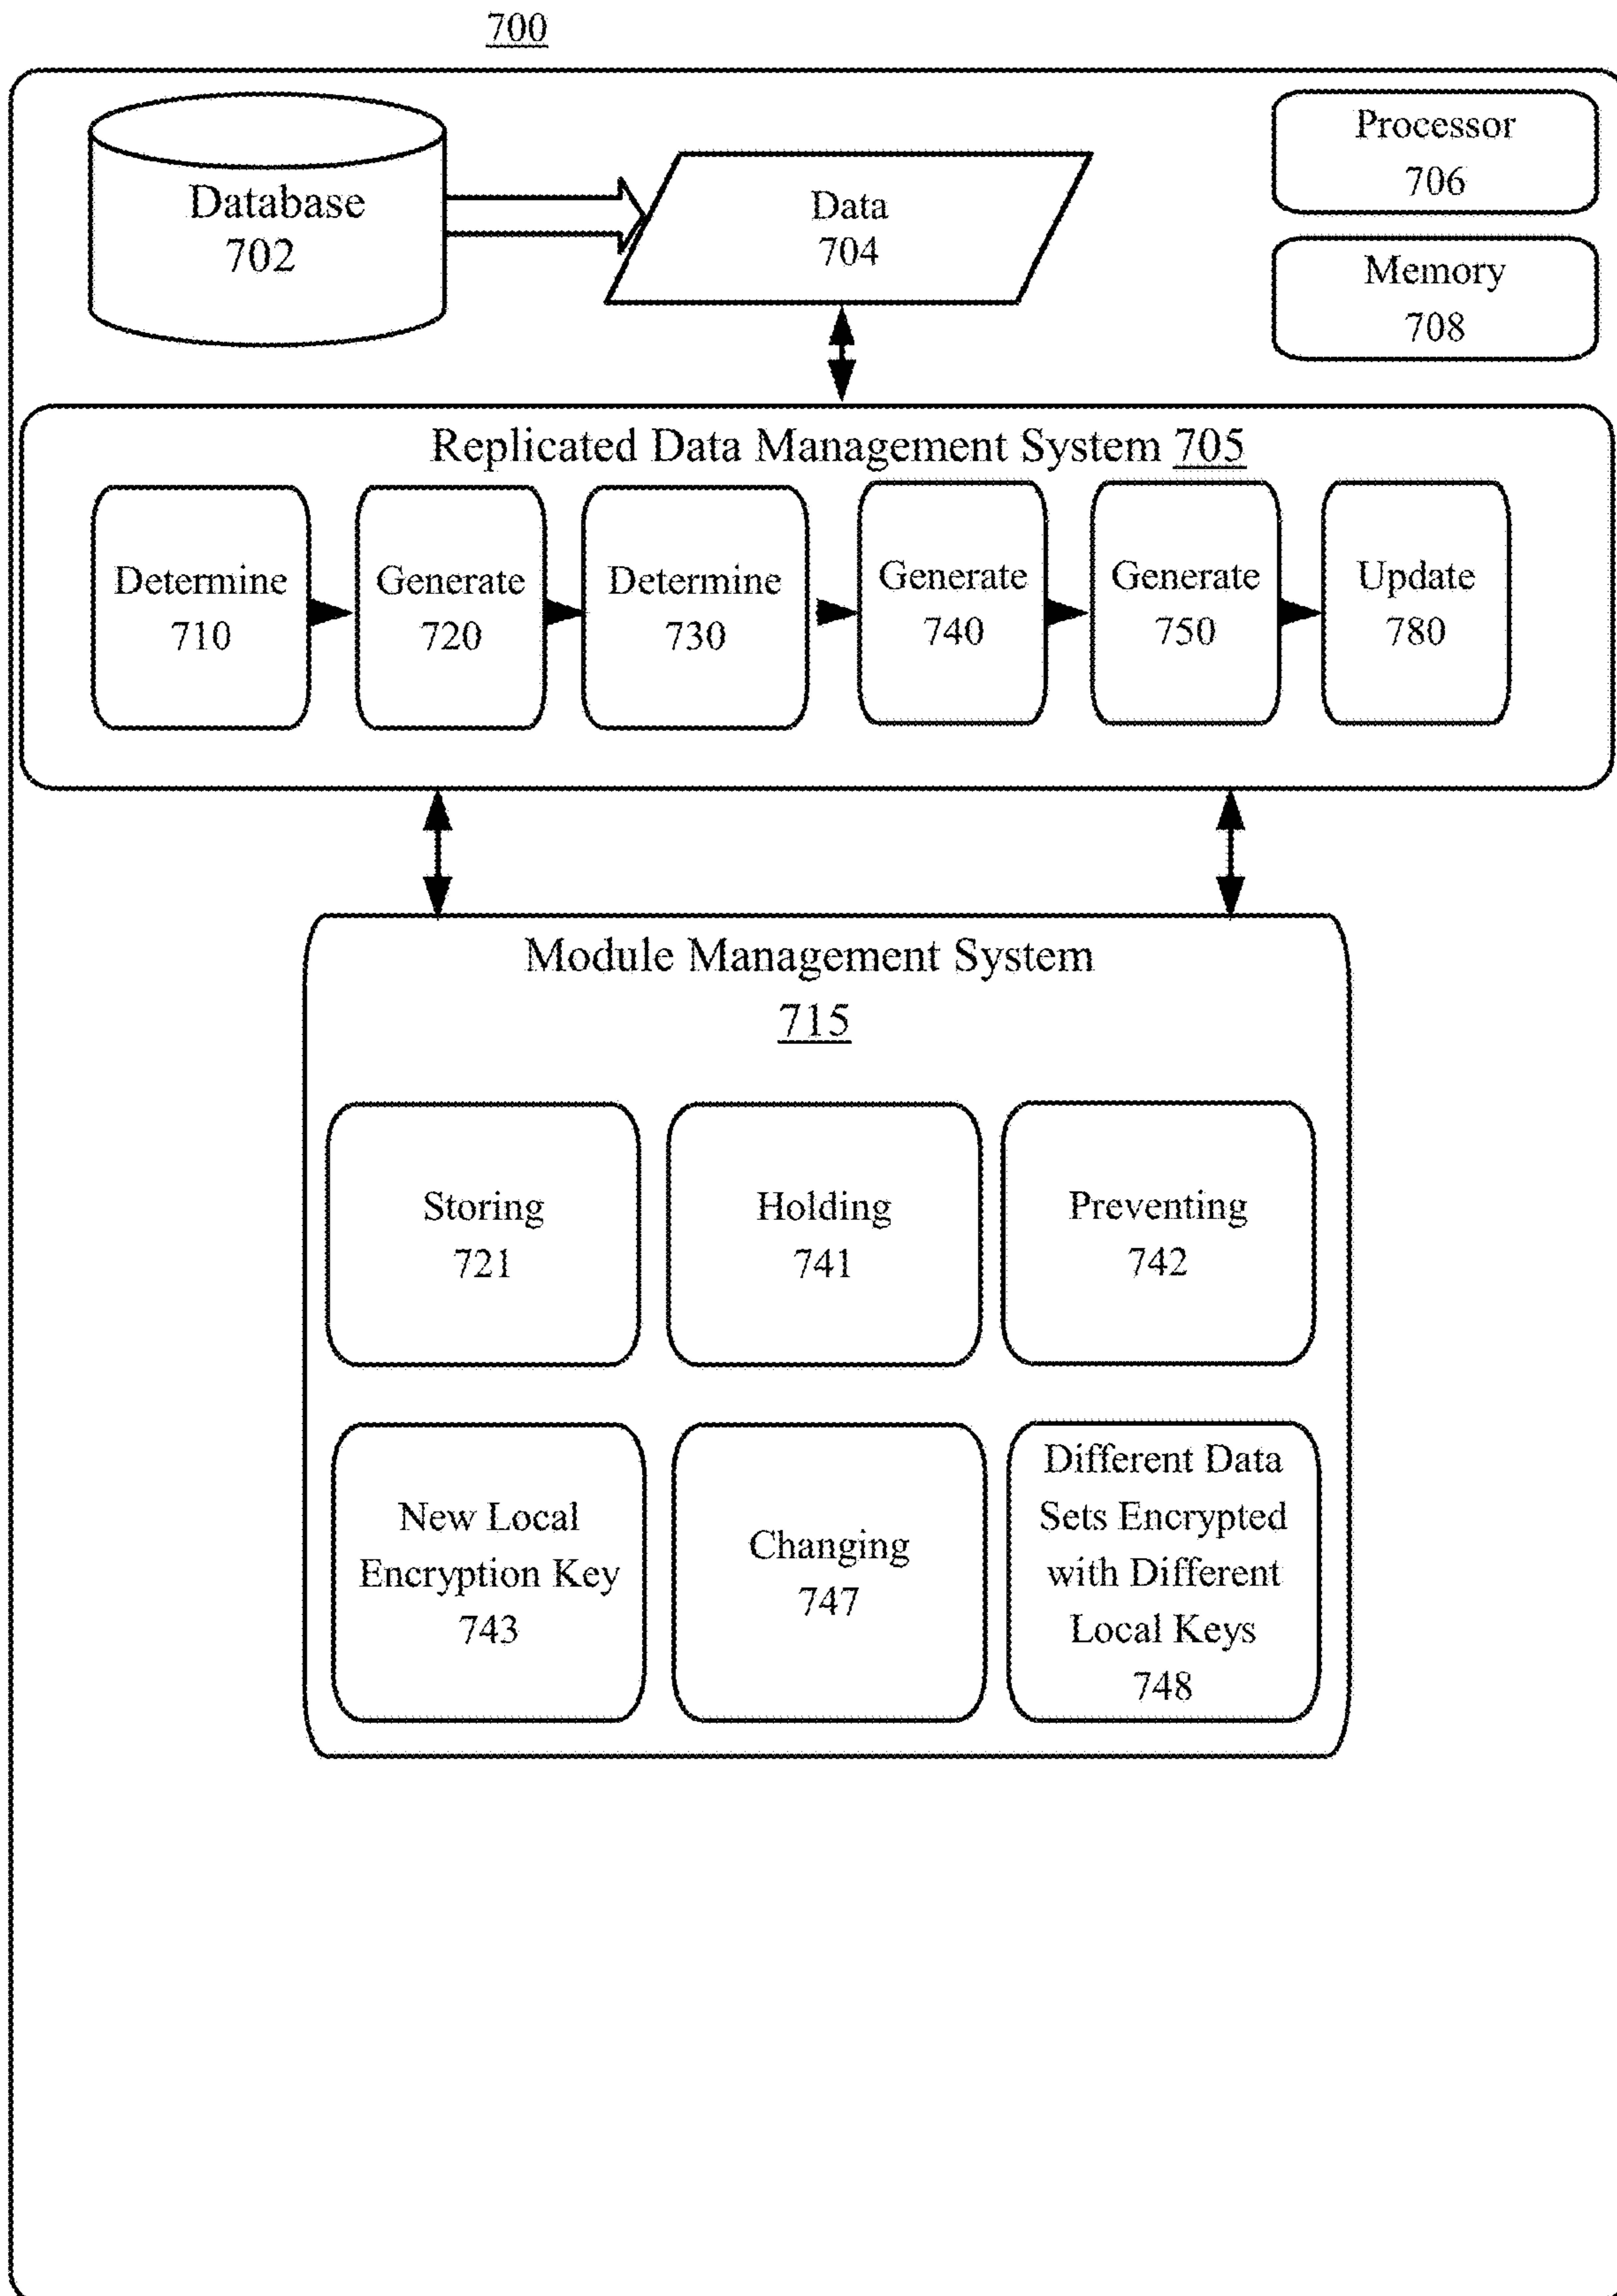 700
Database
702
Data
704
Processor
706
Memory
708
Replicated Data Management System 705
Determine
710
Generate
720
Determine
730
Generate
740
Generate
750
Update
780
Module Management System
715
Storing
721
Holding
741
Preventing
742
New Local
Encryption Key
743
Changing
747
Different Data
Sets Encrypted
with Different
Local Keys
748